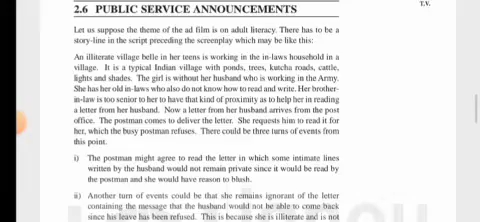 T.V.
2.6 PUBLIC SERVICE ANNOUNCEMENTS
Let us suppose the theme of the ad film is on adult literacy. There has to be a
story-line in the script preceding the screenplay which may be like this:
An illiterate village belle in her teens is working in the in-laws household in a
village. It is a typical Indian village with ponds, trees, kutcha roads, cattle,
lights and shades. The girl is without her husband who is working in the Army.
She has her old in-laws who also do not know how to read and write. Her brother-
in-law is too senior to her to have that kind of proximity as to help her in reading
a letter from her husband. Now a letter from her husband arrives from the post
office. The postman comes to deliver the letter. She requests him to read it for
her, which the busy postman refuses. There could be three turns of events from
this point.
i) The postman might agree to read the letter in which some intimate lines
written by the husband would not remain private since it would be read by
the postman and she would have reason to blush.
ii) Another turn of events could be that she remains ignorant of the letter
containing the message that the husband would not be able to come back
since his leave has been refused. This is because she is illiterate and is not